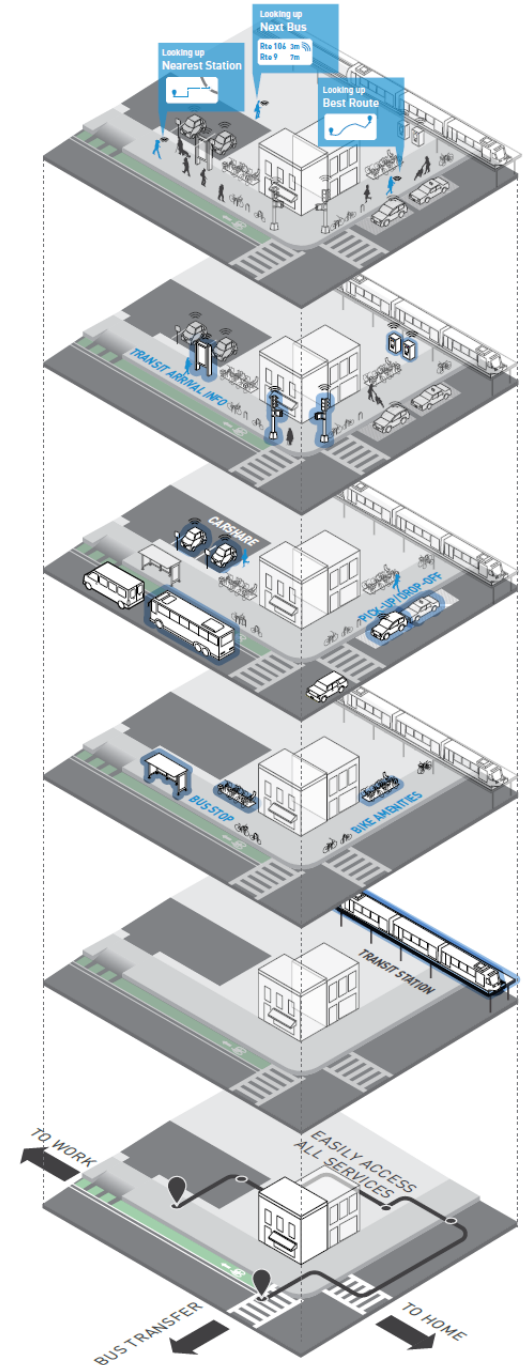 Looking up
Next Bus
Rte 106 3m
Rte 9 7m
Looking up
Nearest Station
Looking up
Best Route
TRANSIT ARRIVAL INFO
CARSHARE
PICK-UP/DROP-OFF
BUS STOP
BIKE AMENITIES
TRANSIT STATION
EASILY ACCESS
ALL SERVICES
TO WORK
BUS TRANSFER
TO HOME